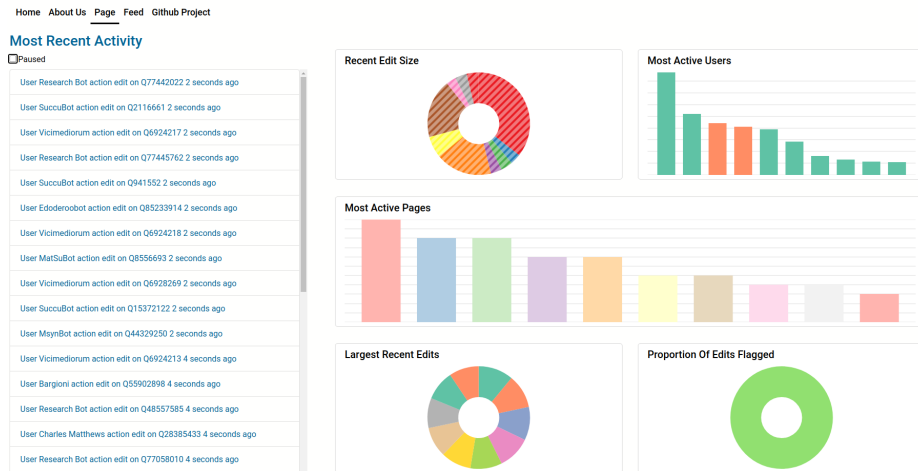 Home About Us Page Feed Github Project
Most Recent Activity
Paused
User Research Bot action edit on Q77442022 2 seconds ago
User SuccuBot action edit on Q2116661 2 seconds ago
User Vicimediorum action edit on Q6924217 2 seconds ago
User Research Bot action edit on Q77445762 2 seconds ago
User SuccuBot action edit on Q941552 2 seconds ago
User Edoderoobot action edit on Q85233914 2 seconds ago
User Vicimediorum action edit on Q6924218 2 seconds ago
User MatSuBot action edit on Q8556693 2 seconds ago
User Vicimediorum action edit on Q6928269 2 seconds ago
User SuccuBot action edit on Q15372122 2 seconds ago
User MsynBot action edit on Q44329250 2 seconds ago
User Vicimediorum action edit on Q6924213 4 seconds ago
User Bargioni action edit on Q55902898 4 seconds ago
User Research Bot action edit on Q48557585 4 seconds ago
User Charles Matthews action edit on Q28385433 4 seconds ago
User Research Bot action edit on Q77058010 4 seconds ago
Recent Edit Size
Most Active Users
Most Active Pages
Largest Recent Edits
Proportion Of Edits Flagged